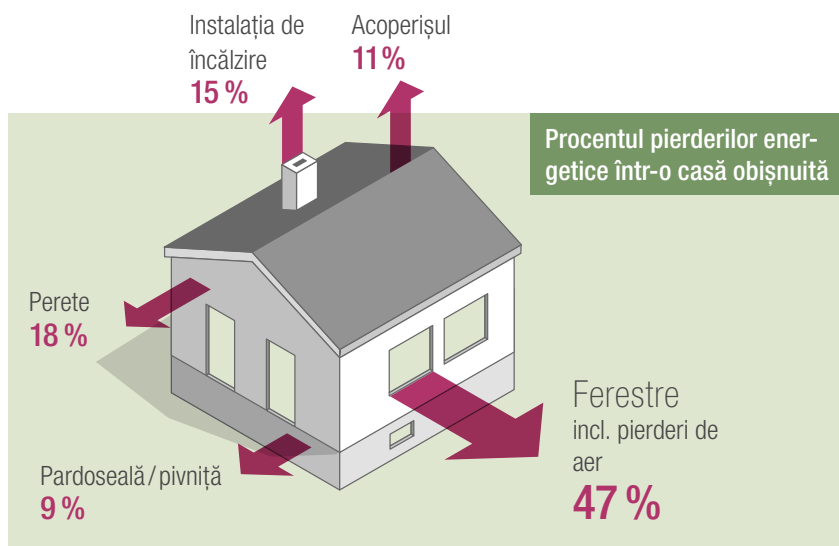 Instalația de
încălzire
15 %
Acoperișul
11 %
Procentul pierderilor ener-
getice într-o casă obișnuită
Perete
18 %
Ferestre
incl. pierderi de
aer
47 %
Pardoseală / pivniță
9 %